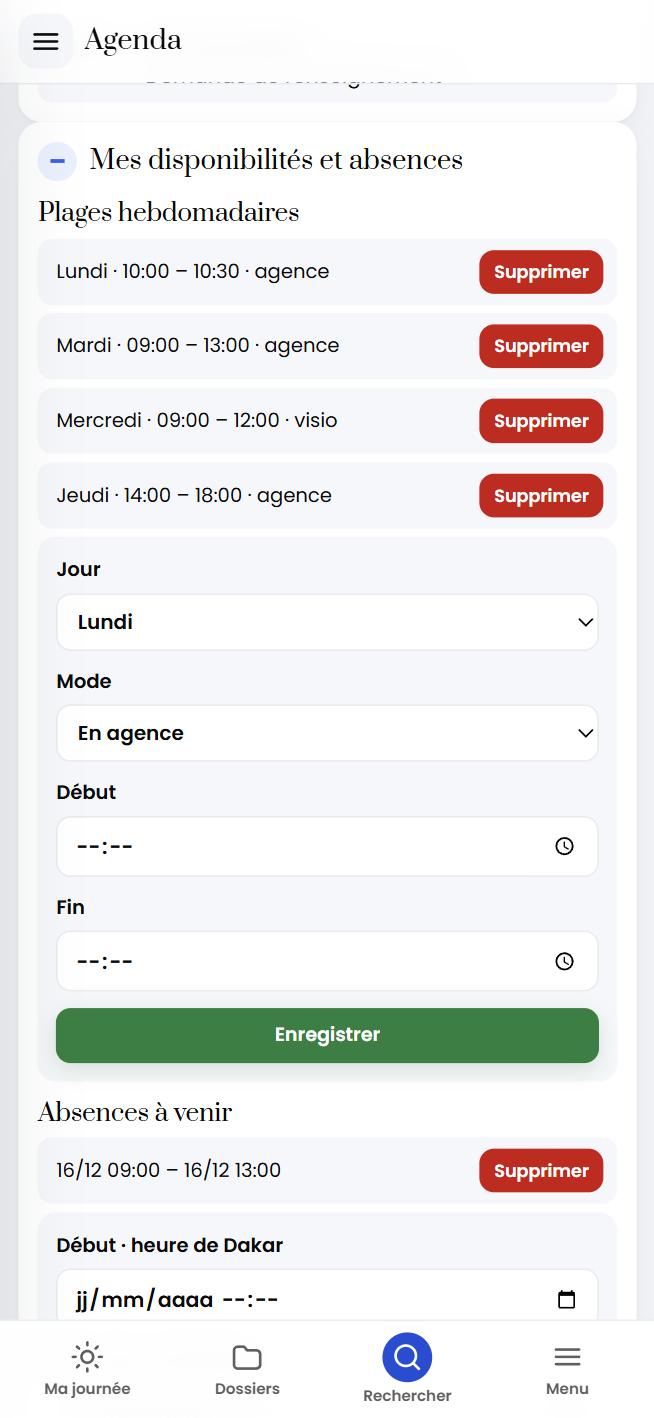 Agenda
Mes disponibilités et absences
Plages hebdomadaires
Lundi · 10:00 – 10:30 · agence
Supprimer
Mardi · 09:00 – 13:00 · agence
Supprimer
Mercredi · 09:00 – 12:00 · visio
Supprimer
Jeudi · 14:00 – 18:00 · agence
Supprimer
Jour
Lundi
Mode
En agence
Début
--:--
Fin
--:--
Enregistrer
Absences à venir
16/12 09:00 – 16/12 13:00
Supprimer
Début · heure de Dakar
jj/mm/aaaa --:--
Ma journée
Dossiers
Rechercher
Menu